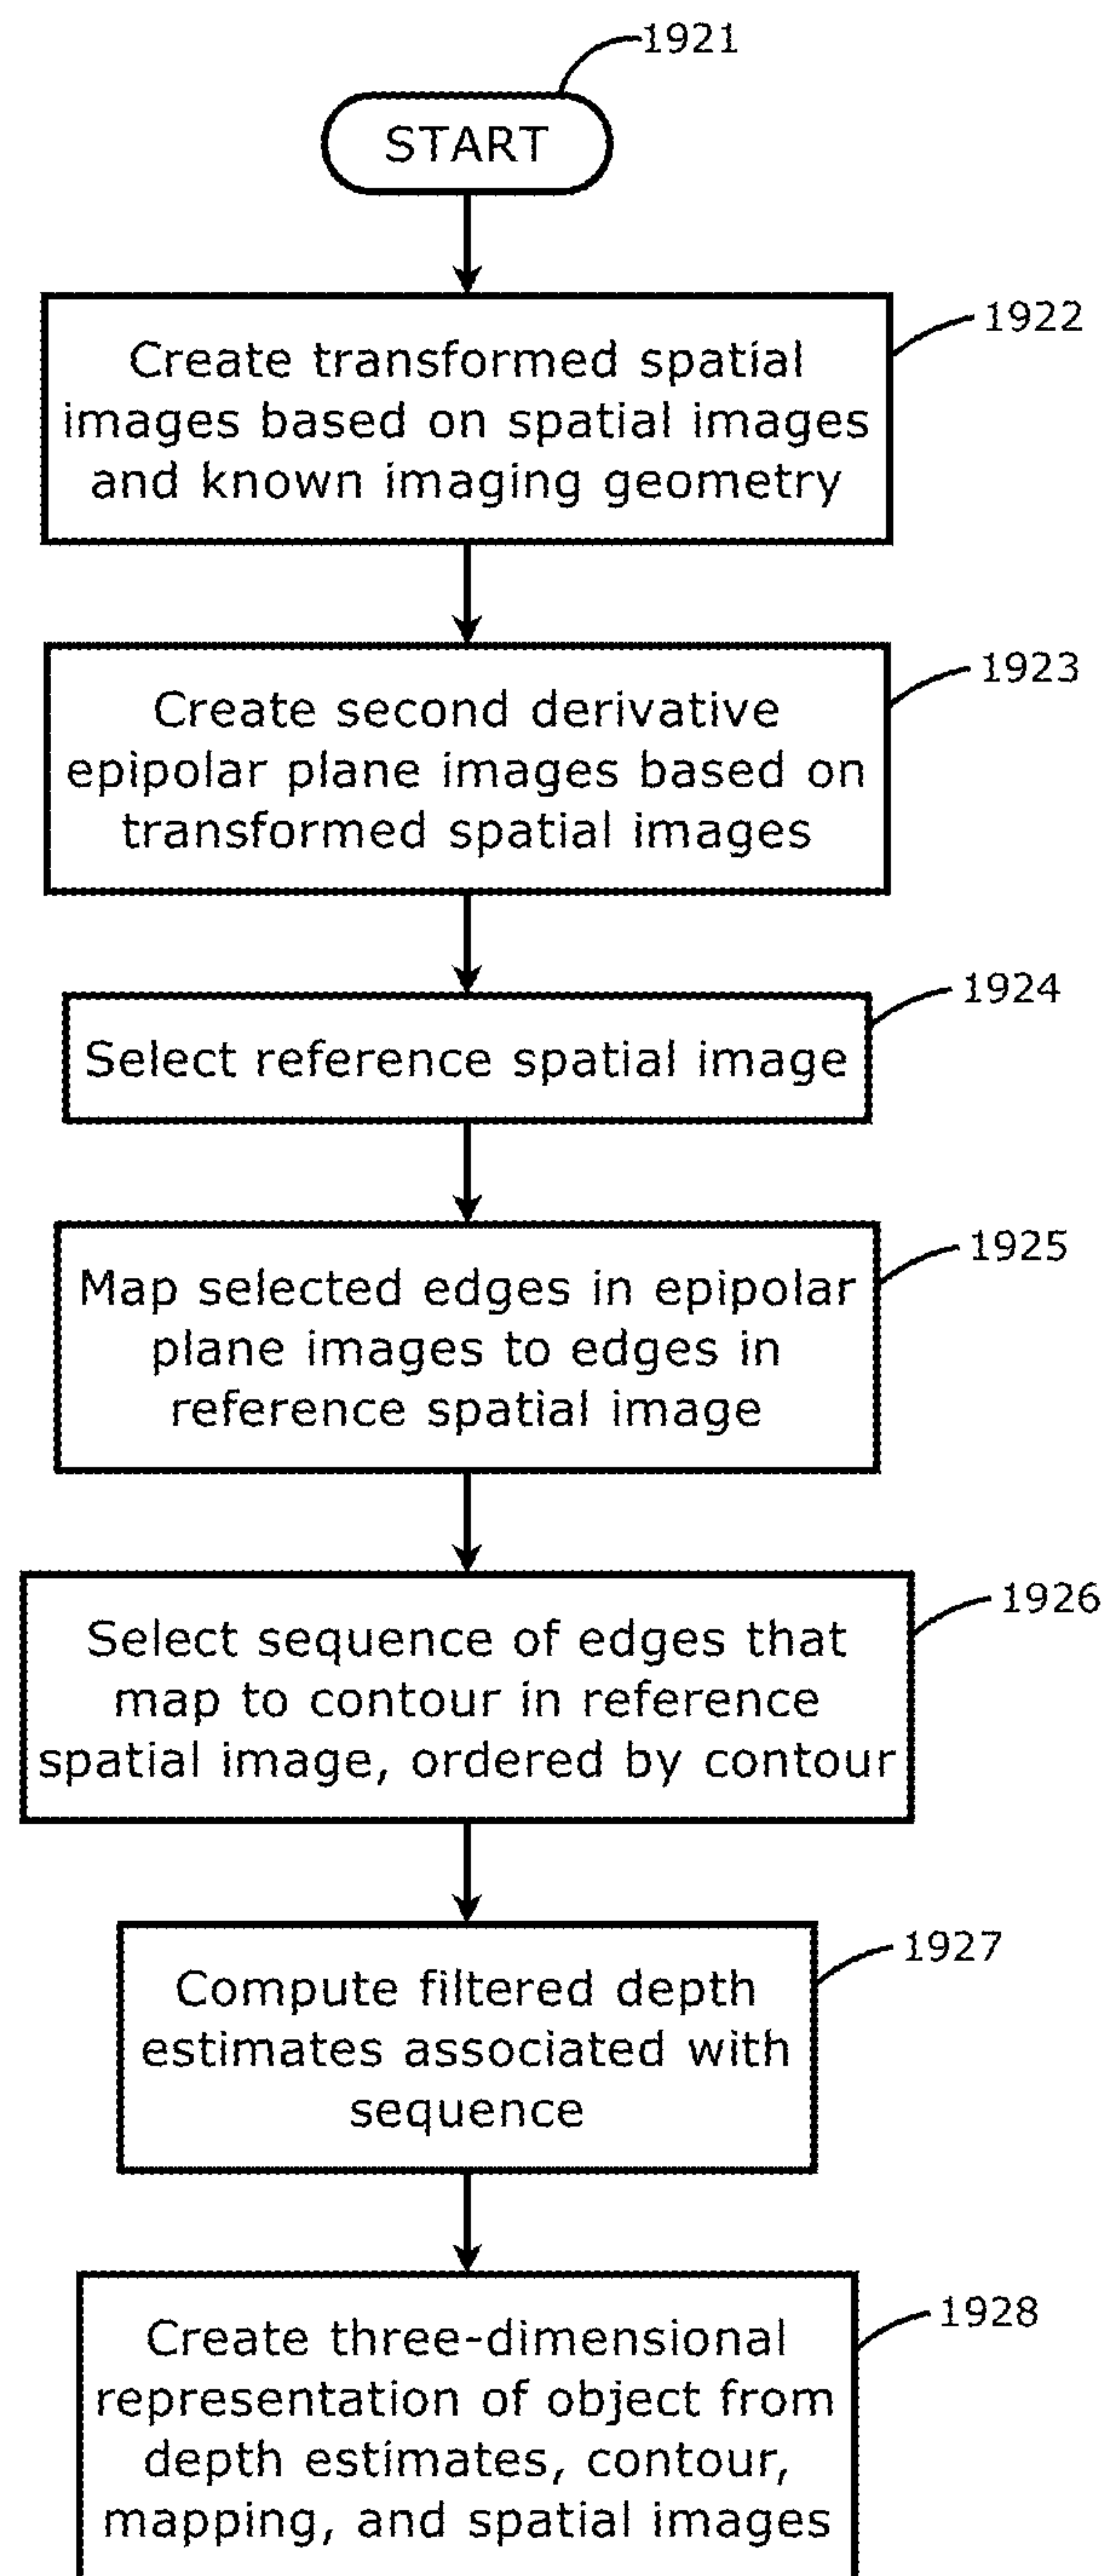 1921
START
1922
Create transformed spatial
images based on spatial images
and known imaging geometry
1923
Create second derivative
epipolar plane images based on
transformed spatial images
1924
Select reference spatial image
1925
Map selected edges in epipolar
plane images to edges in
reference spatial image
1926
Select sequence of edges that
map to contour in reference
spatial image, ordered by contour
1927
Compute filtered depth
estimates associated with
sequence
1928
Create three-dimensional
representation of object from
depth estimates, contour,
mapping, and spatial images